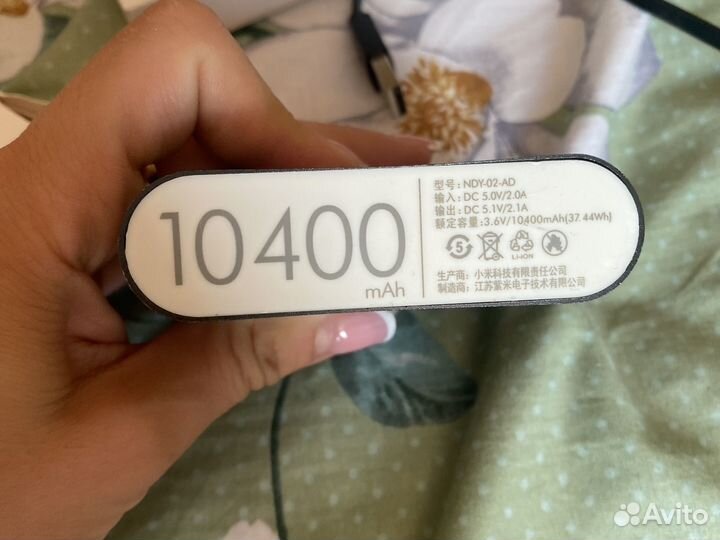 10400
mAh
型号:NDY-02-AD
输入:DC 5.0V/2.0A
输出:DC 5.1V/2.1A
额定容量:3.6V/10400mAh(37.44Wh)
5
LI-ION
生产商:小米科技有限责任公司
制造商:江苏紫米电子技术有限公司
Avito